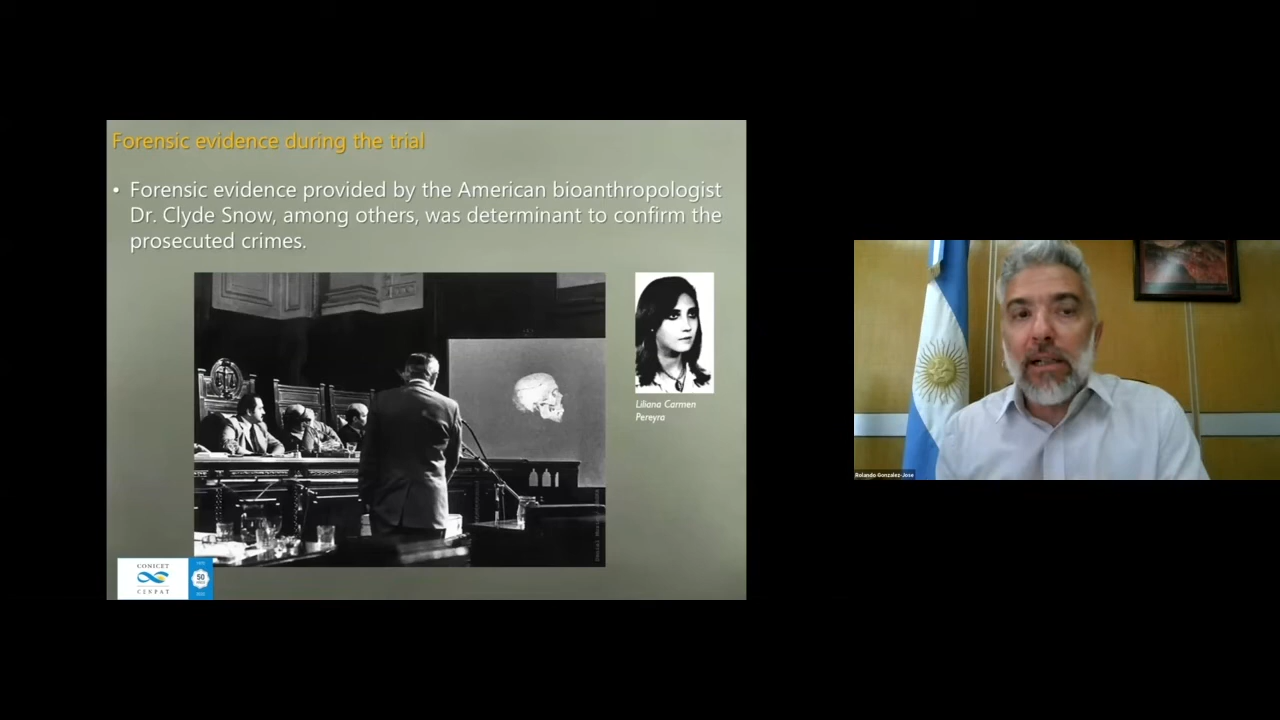 Forensic evidence during the trial
• Forensic evidence provided by the American bioanthropologist
Dr. Clyde Snow, among others, was determinant to confirm the
prosecuted crimes.
Liliana Carmen
Pereyra
CONICET
50
CENPAT
Rolando Gonzalez-Jose